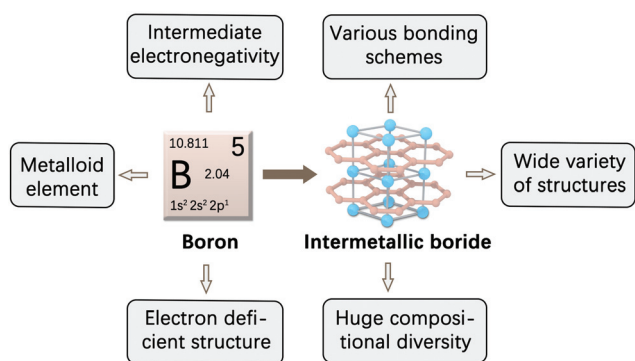 Intermediate
electronegativity
Various bonding
schemes
Metalloid
element
10.811 5
B 2.04
1s² 2s² 2p¹
Wide variety
of structures
Boron
Intermetallic boride
Electron defi-
cient structure
Huge composi-
tional diversity